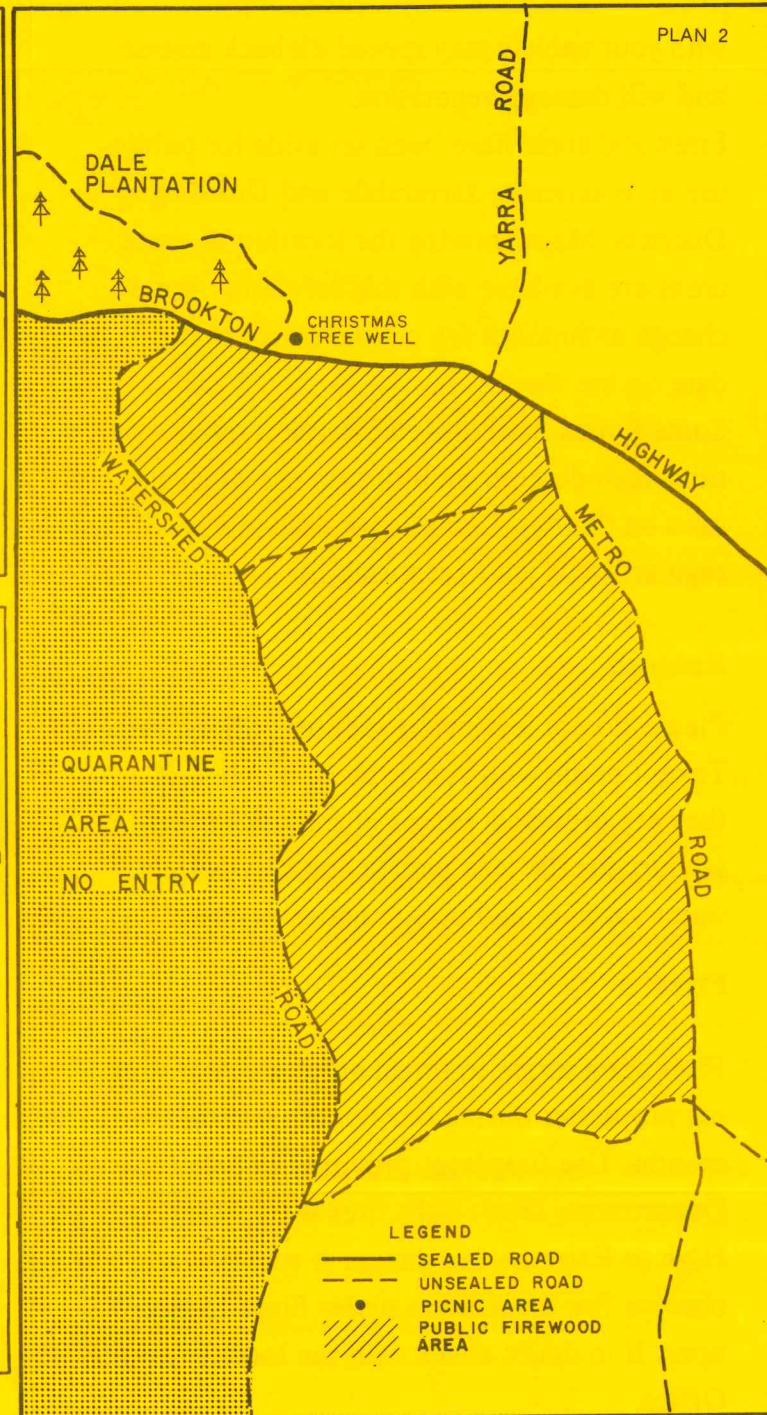 PLAN 2
YARRA ROAD
DALE
PLANTATION
BROOKTON HIGHWAY
CHRISTMAS
TREE WELL
WATERSHED ROAD
METRO ROAD
QUARANTINE
AREA
NO ENTRY
LEGEND
SEALED ROAD
UNSEALED ROAD
PICNIC AREA
PUBLIC FIREWOOD
AREA